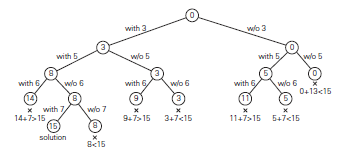 0
with 3 w/o 3
3 0
with 5 w/o 5 with 5 w/o 5
8 3 5 0
with 6 w/o 6 with 6 w/o 6 with 6 w/o 6 ×
0+13<15
14 8 9 3 11 5
× with 7 w/o 7 × × × ×
14+7>15 9+7>15 3+7<15 11+7>15 5+7<15
15 8
solution ×
8<15